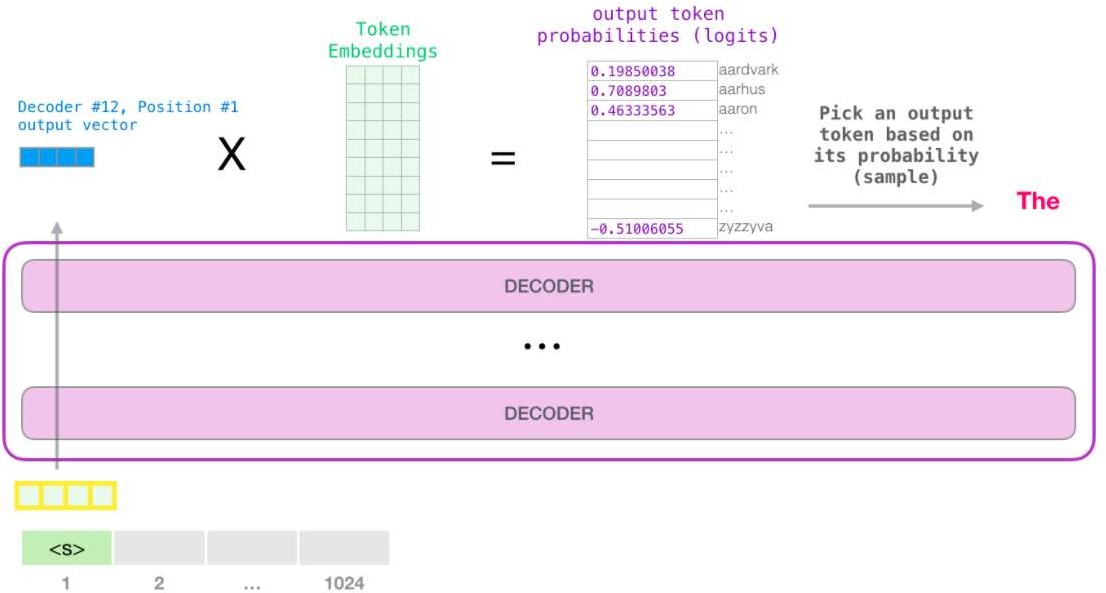 Token
Embeddings
output token
probabilities (logits)
Decoder #12, Position #1
output vector
X
=
0.19850038 aardvark
0.7089803 aarhus
0.46333563 aaron
...
...
...
...
...
-0.51006055 zyzzyva
Pick an output
token based on
its probability
(sample)
The
DECODER
...
DECODER
<S>
1 2 ... 1024